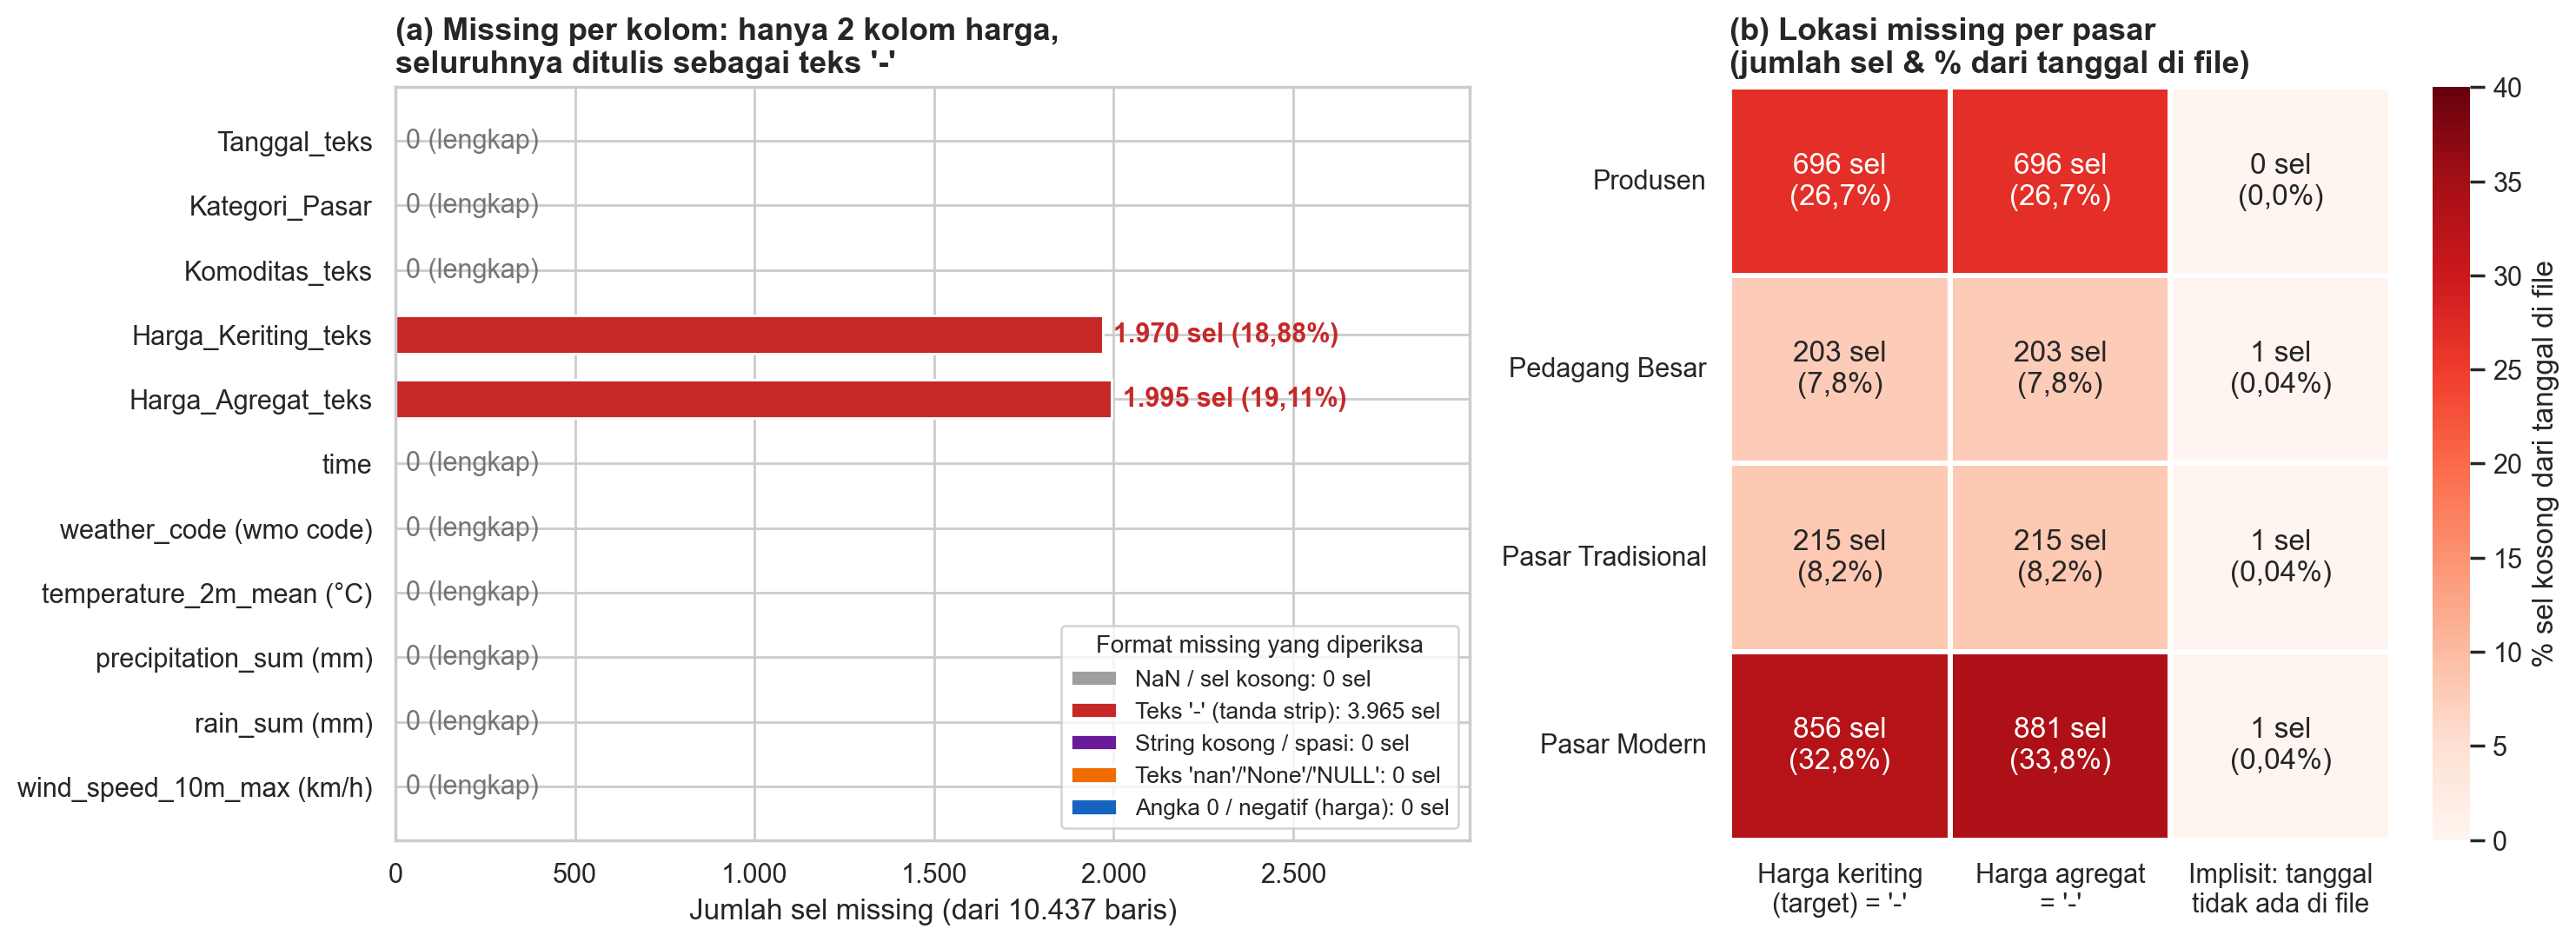 (a) Missing per kolom: hanya 2 kolom harga,
seluruhnya ditulis sebagai teks '-'
Tanggal_teks
0 (lengkap)
Kategori_Pasar
0 (lengkap)
Komoditas_teks
0 (lengkap)
Harga_Keriting_teks
1.970 sel (18,88%)
Harga_Agregat_teks
1.995 sel (19,11%)
time
0 (lengkap)
weather_code (wmo code)
0 (lengkap)
temperature_2m_mean (°C)
0 (lengkap)
precipitation_sum (mm)
0 (lengkap)
rain_sum (mm)
0 (lengkap)
wind_speed_10m_max (km/h)
0 (lengkap)
Format missing yang diperiksa
NaN / sel kosong: 0 sel
Teks '-' (tanda strip): 3.965 sel
String kosong / spasi: 0 sel
Teks 'nan'/'None'/'NULL': 0 sel
Angka 0 / negatif (harga): 0 sel
0 500 1.000 1.500 2.000 2.500
Jumlah sel missing (dari 10.437 baris)
(b) Lokasi missing per pasar
(jumlah sel & % dari tanggal di file)
Produsen
696 sel
(26,7%)
696 sel
(26,7%)
0 sel
(0,0%)
Pedagang Besar
203 sel
(7,8%)
203 sel
(7,8%)
1 sel
(0,04%)
Pasar Tradisional
215 sel
(8,2%)
215 sel
(8,2%)
1 sel
(0,04%)
Pasar Modern
856 sel
(32,8%)
881 sel
(33,8%)
1 sel
(0,04%)
Harga keriting
(target) = '-'
Harga agregat
= '-'
Implisit: tanggal
tidak ada di file
40
35
30
25
20
15
10
5
0
% sel kosong dari tanggal di file